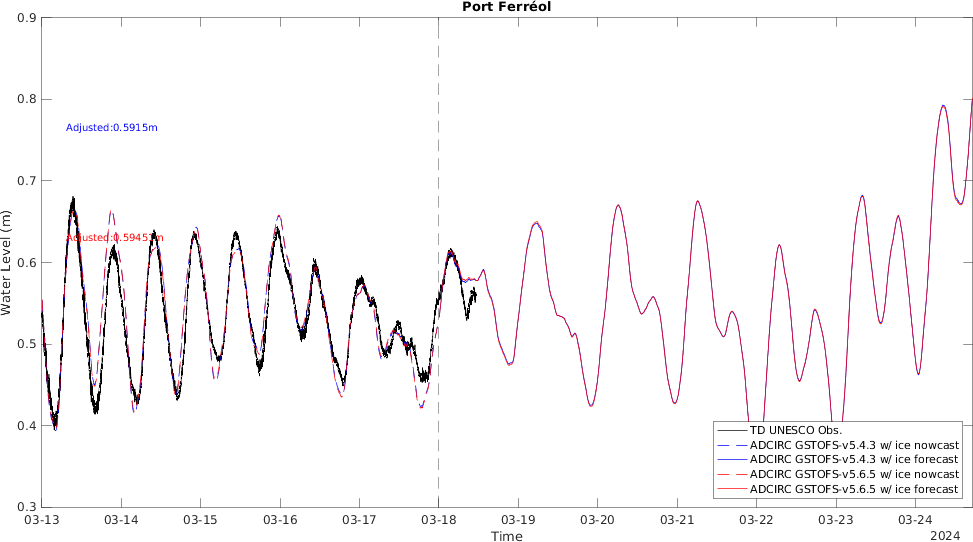 Port Ferréol
Water Level (m)
0.9
0.8
0.7
0.6
0.5
0.4
0.3
Adjusted:0.5915m
TD UNESCO Obs.
ADCIRC GSTOFS-v5.4.3 w/ ice nowcast
ADCIRC GSTOFS-v5.4.3 w/ ice forecast
ADCIRC GSTOFS-v5.6.5 w/ ice nowcast
ADCIRC GSTOFS-v5.6.5 w/ ice forecast
03-13 03-14 03-15 03-16 03-17 03-18 03-19 03-20 03-21 03-22 03-23 03-24
Time
2024